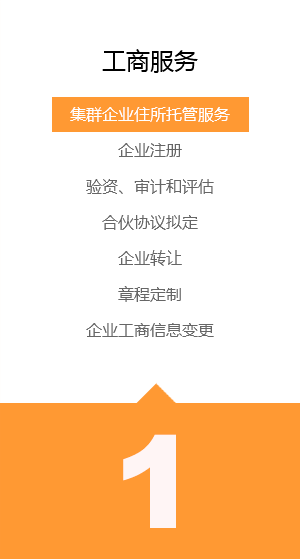 工商服务
集群企业住所托管服务
企业注册
验资、审计和评估
合伙协议拟定
企业转让
章程定制
企业工商信息变更
1